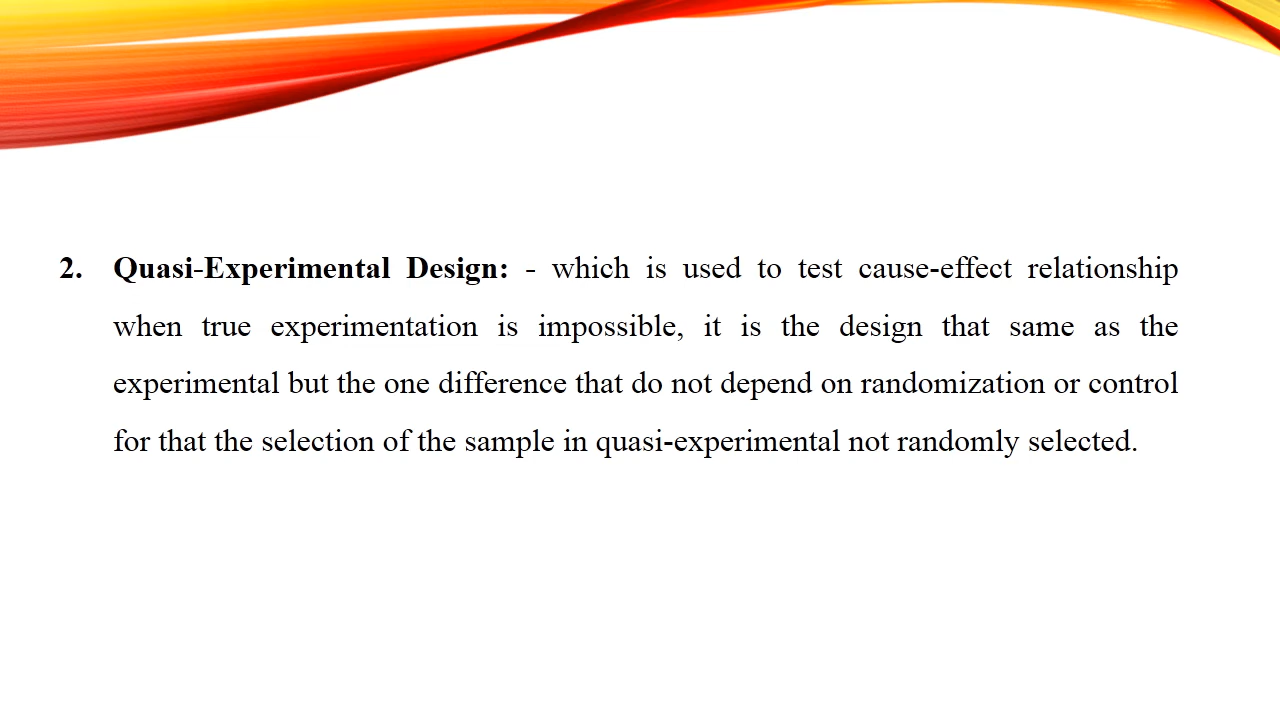 2. Quasi-Experimental Design: - which is used to test cause-effect relationship
when true experimentation is impossible, it is the design that same as the
experimental but the one difference that do not depend on randomization or control
for that the selection of the sample in quasi-experimental not randomly selected.